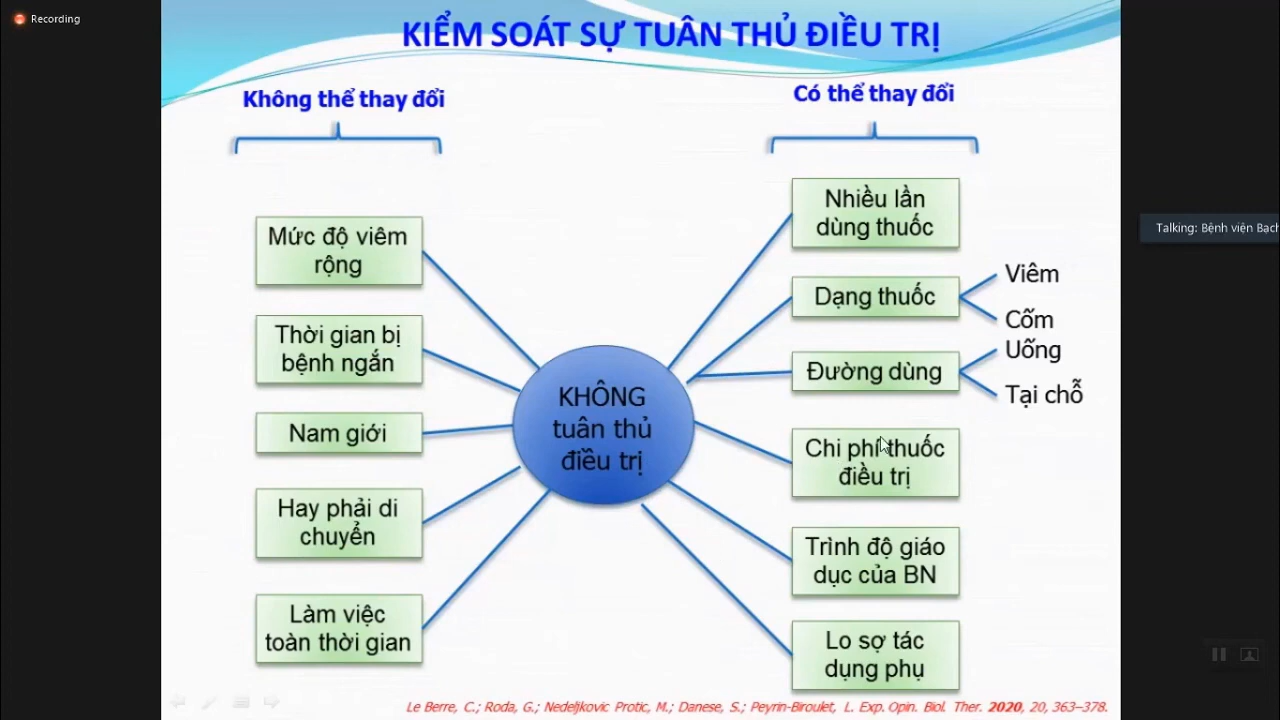 Recording
KIỂM SOÁT SỰ TUÂN THỦ ĐIỀU TRỊ
Không thể thay đổi
Có thể thay đổi
Mức độ viêm
rộng
Thời gian bị
bệnh ngắn
Nam giới
Hay phải di
chuyển
Làm việc
toàn thời gian
KHÔNG
tuân thủ
điều trị
Nhiều lần
dùng thuốc
Dạng thuốc
Viêm
Cốm
Đường dùng
Uống
Tại chỗ
Chi phí thuốc
điều trị
Trình độ giáo
dục của BN
Lo sợ tác
dụng phụ
Talking: Bệnh viện Bạch
Le Berre, C.; Roda, G.; Nedeljkovic Protic, M.; Danese, S.; Peyrin-Biroulet, L. Exp. Opin. Biol. Ther. 2020, 20, 363–378.